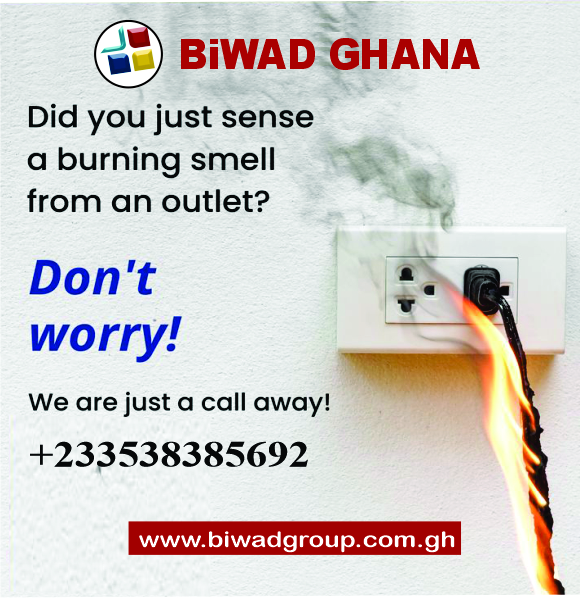 BiWAD GHANA
Did you just sense
a burning smell
from an outlet?
Don't
worry!
We are just a call away!
+233538385692
www.biwadgroup.com.gh